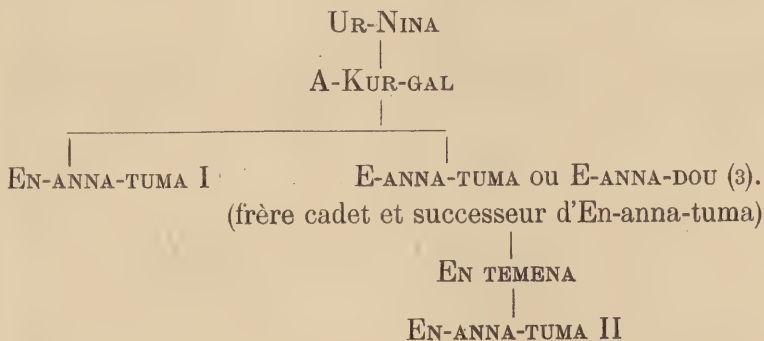 UR-NINA
A-KUR-GAL
EN-ANNA-TUMA I E-ANNA-TUMA OU E-ANNA-DOU (3).
(frère cadet et successeur d'En-anna-tuma)
EN TEMENA
EN-ANNA-TUMA II